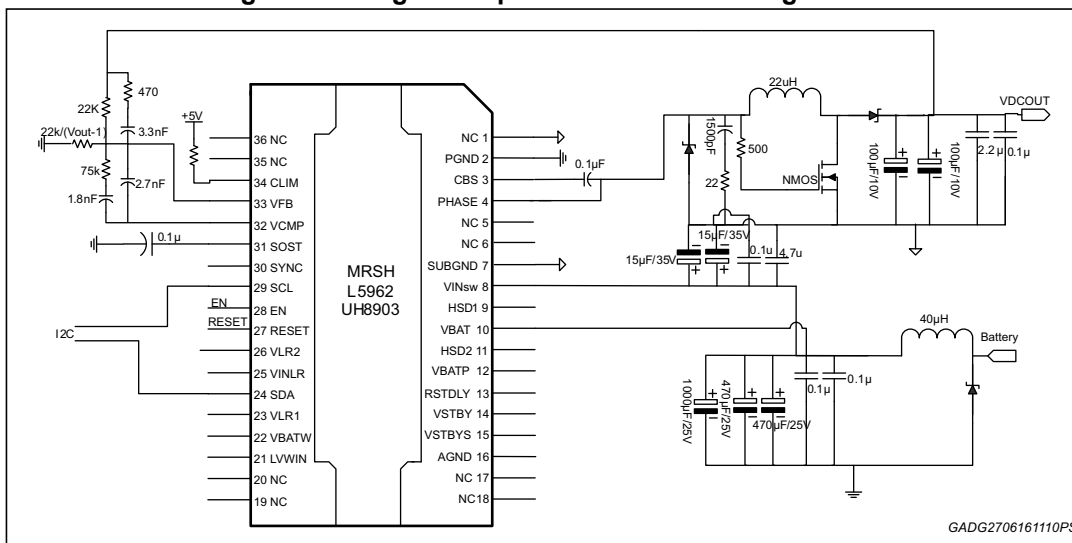 22K
470
22k/(Vout-1)
3.3nF
75k
2.7nF
1.8nF
0.1µ
+5V
I2C
EN
RESET
36 NC
35 NC
34 CLIM
33 VFB
32 VCMP
31 SOST
30 SYNC
29 SCL
28 EN
27 RESET
26 VLR2
25 VINLR
24 SDA
23 VLR1
22 VBATW
21 LVWIN
20 NC
19 NC
MRSH
L5962
UH8903
NC 1
PGND 2
CBS 3
PHASE 4
NC 5
NC 6
SUBGND 7
VINsw 8
HSD1 9
VBAT 10
HSD2 11
VBATP 12
RSTDLY 13
VSTBY 14
VSTBYS 15
AGND 16
NC 17
NC18
0.1µF
1500pF
22
500
22uH
NMOS
100µF/10V
100µF/10V
2.2µ
0.1µ
VDCOUT
15µF/35V
15µF/35V
0.1u
4.7u
40µH
Battery
1000µF/25V
470µF/25V
470µF/25V
0.1µ
0.1µ
GADG2706161110PS